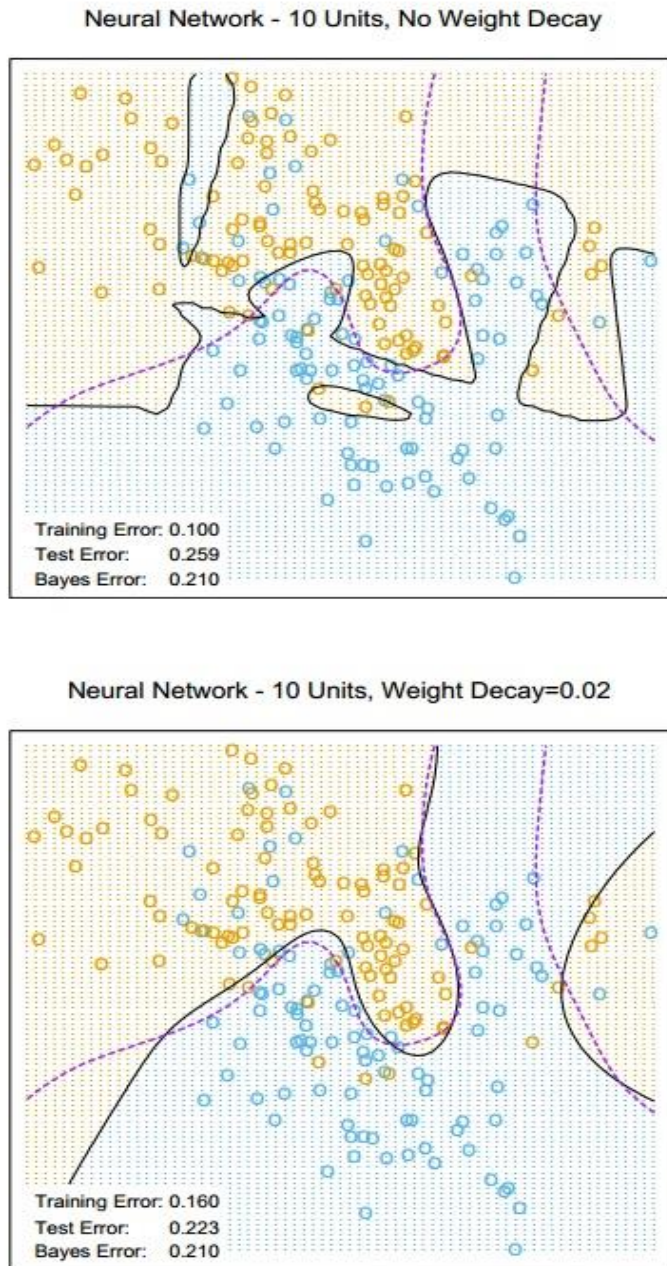 Neural Network - 10 Units, No Weight Decay
Training Error: 0.100
Test Error: 0.259
Bayes Error: 0.210
Neural Network - 10 Units, Weight Decay=0.02
Training Error: 0.160
Test Error: 0.223
Bayes Error: 0.210